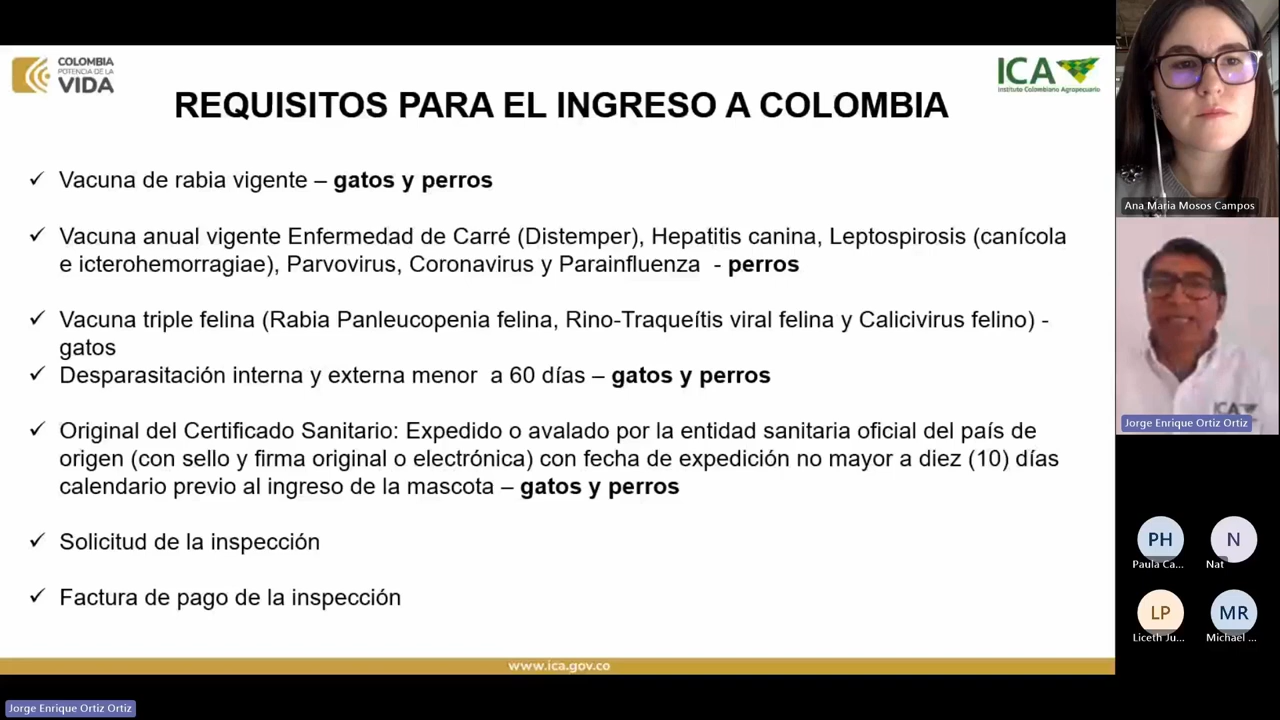 COLOMBIA
POTENCIA DE LA
VIDA
ICA
Instituto Colombiano Agropecuario
REQUISITOS PARA EL INGRESO A COLOMBIA
✓ Vacuna de rabia vigente – gatos y perros
✓ Vacuna anual vigente Enfermedad de Carré (Distemper), Hepatitis canina, Leptospirosis (canícola
e icterohemorragiae), Parvovirus, Coronavirus y Parainfluenza - perros
✓ Vacuna triple felina (Rabia Panleucopenia felina, Rino-Traqueítis viral felina y Calicivirus felino) -
gatos
✓ Desparasitación interna y externa menor a 60 días – gatos y perros
✓ Original del Certificado Sanitario: Expedido o avalado por la entidad sanitaria oficial del país de
origen (con sello y firma original o electrónica) con fecha de expedición no mayor a diez (10) días
calendario previo al ingreso de la mascota – gatos y perros
✓ Solicitud de la inspección
✓ Factura de pago de la inspección
www.ica.gov.co
Jorge Enrique Ortiz Ortiz
Ana Maria Mosos Campos
ICA
Jorge Enrique Ortiz Ortiz
PH
Paula Ca...
N
Nat
LP
Liceth Ju...
MR
Michael ...